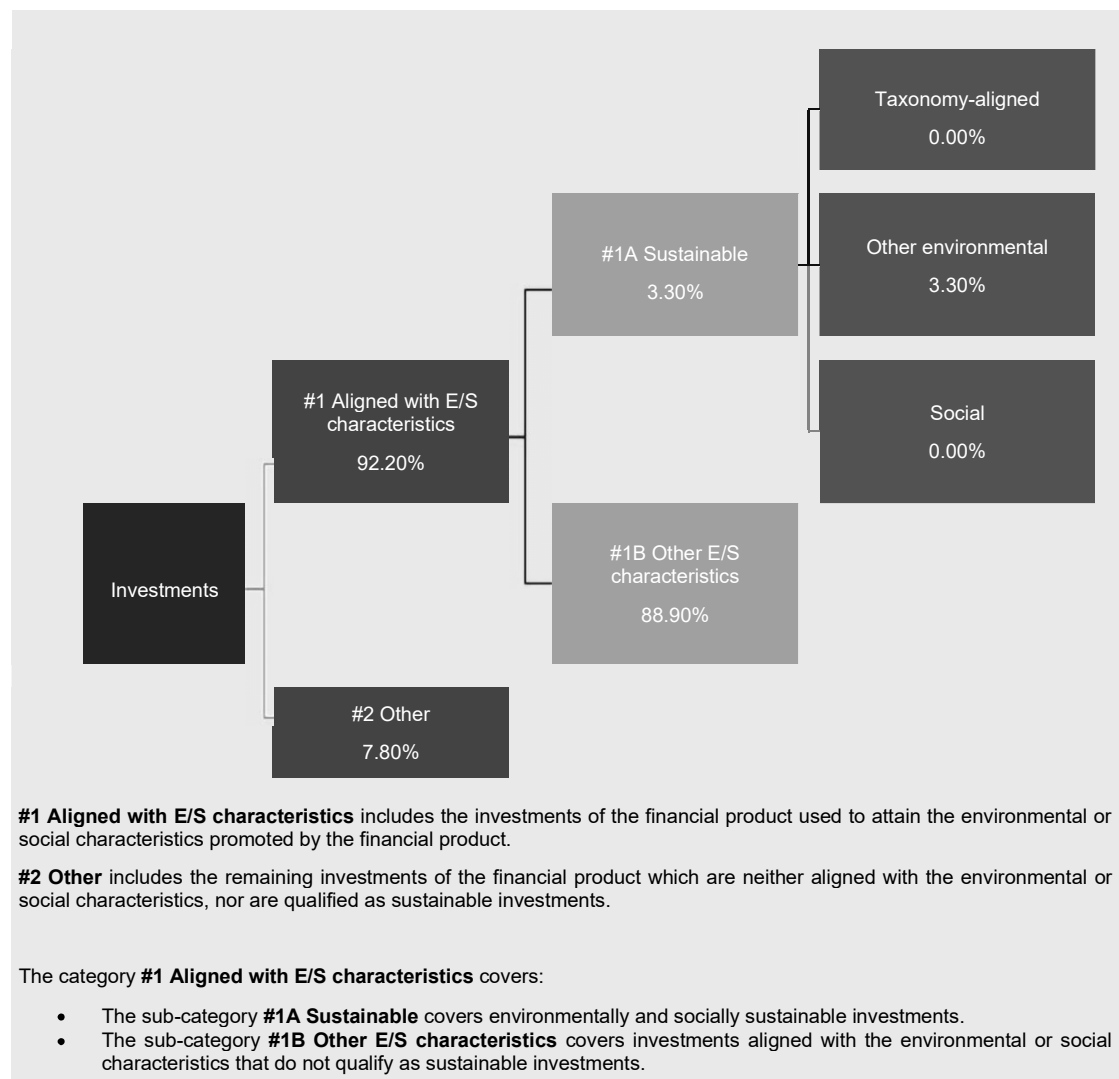 Taxonomy-aligned
0.00%
#1A Sustainable
3.30%
Other environmental
3.30%
#1 Aligned with E/S
characteristics
92.20%
Social
0.00%
Investments
#1B Other E/S
characteristics
88.90%
#2 Other
7.80%
#1 Aligned with E/S characteristics includes the investments of the financial product used to attain the environmental or
social characteristics promoted by the financial product.
#2 Other includes the remaining investments of the financial product which are neither aligned with the environmental or
social characteristics, nor are qualified as sustainable investments.
The category #1 Aligned with E/S characteristics covers:
• The sub-category #1A Sustainable covers environmentally and socially sustainable investments.
• The sub-category #1B Other E/S characteristics covers investments aligned with the environmental or social
characteristics that do not qualify as sustainable investments.